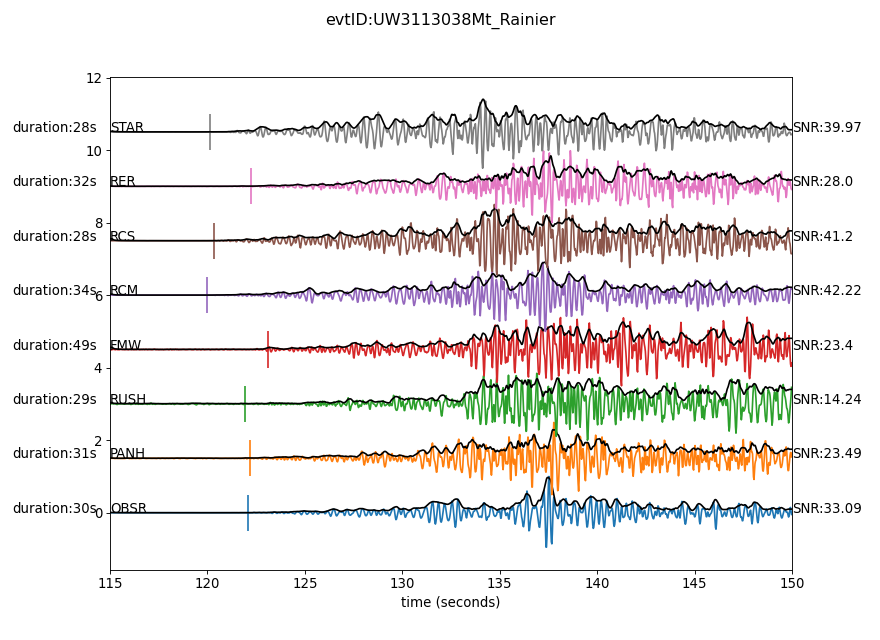 evtID:UW3113038Mt_Rainier
12
duration:28s STAR SNR:39.97
10
duration:32s RER SNR:28.0
8
duration:28s RCS SNR:41.2
duration:34s RCM SNR:42.22
6
duration:49s FMW SNR:23.4
4
duration:29s RUSH SNR:14.24
2
duration:31s PANH SNR:23.49
duration:30s OBSR SNR:33.09
0
115 120 125 130 135 140 145 150
time (seconds)